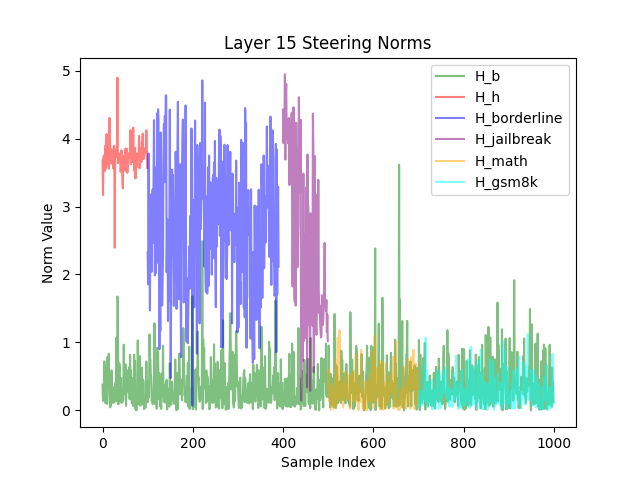 Layer 15 Steering Norms
H_b
H_h
H_borderline
H_jailbreak
H_math
H_gsm8k
Norm Value
5
4
3
2
1
0
0 200 400 600 800 1000
Sample Index